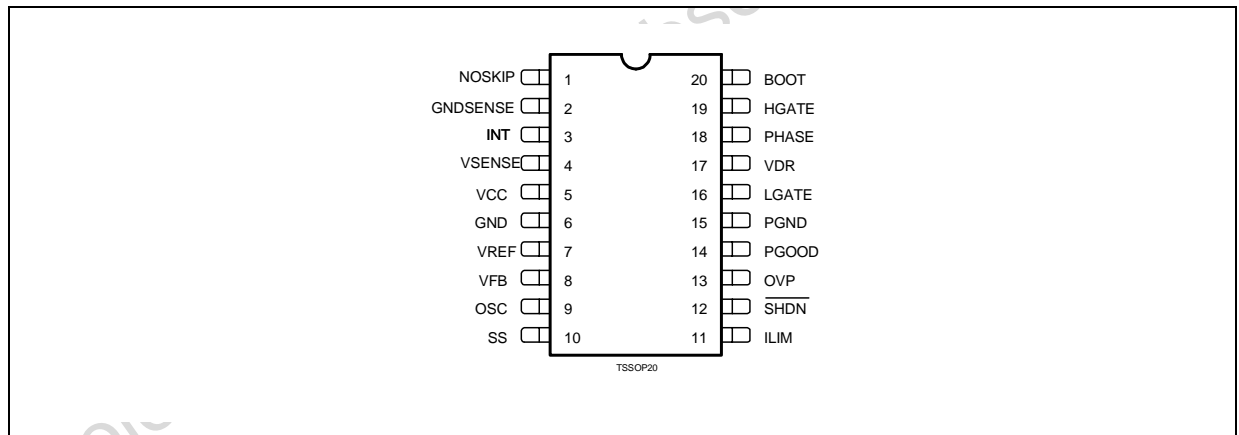 NOSKIP 1 20 BOOT
GNDSENSE 2 19 HGATE
INT 3 18 PHASE
VSENSE 4 17 VDR
VCC 5 16 LGATE
GND 6 15 PGND
VREF 7 14 PGOOD
VFB 8 13 OVP
OSC 9 12 SHDN
SS 10 11 ILIM
TSSOP20